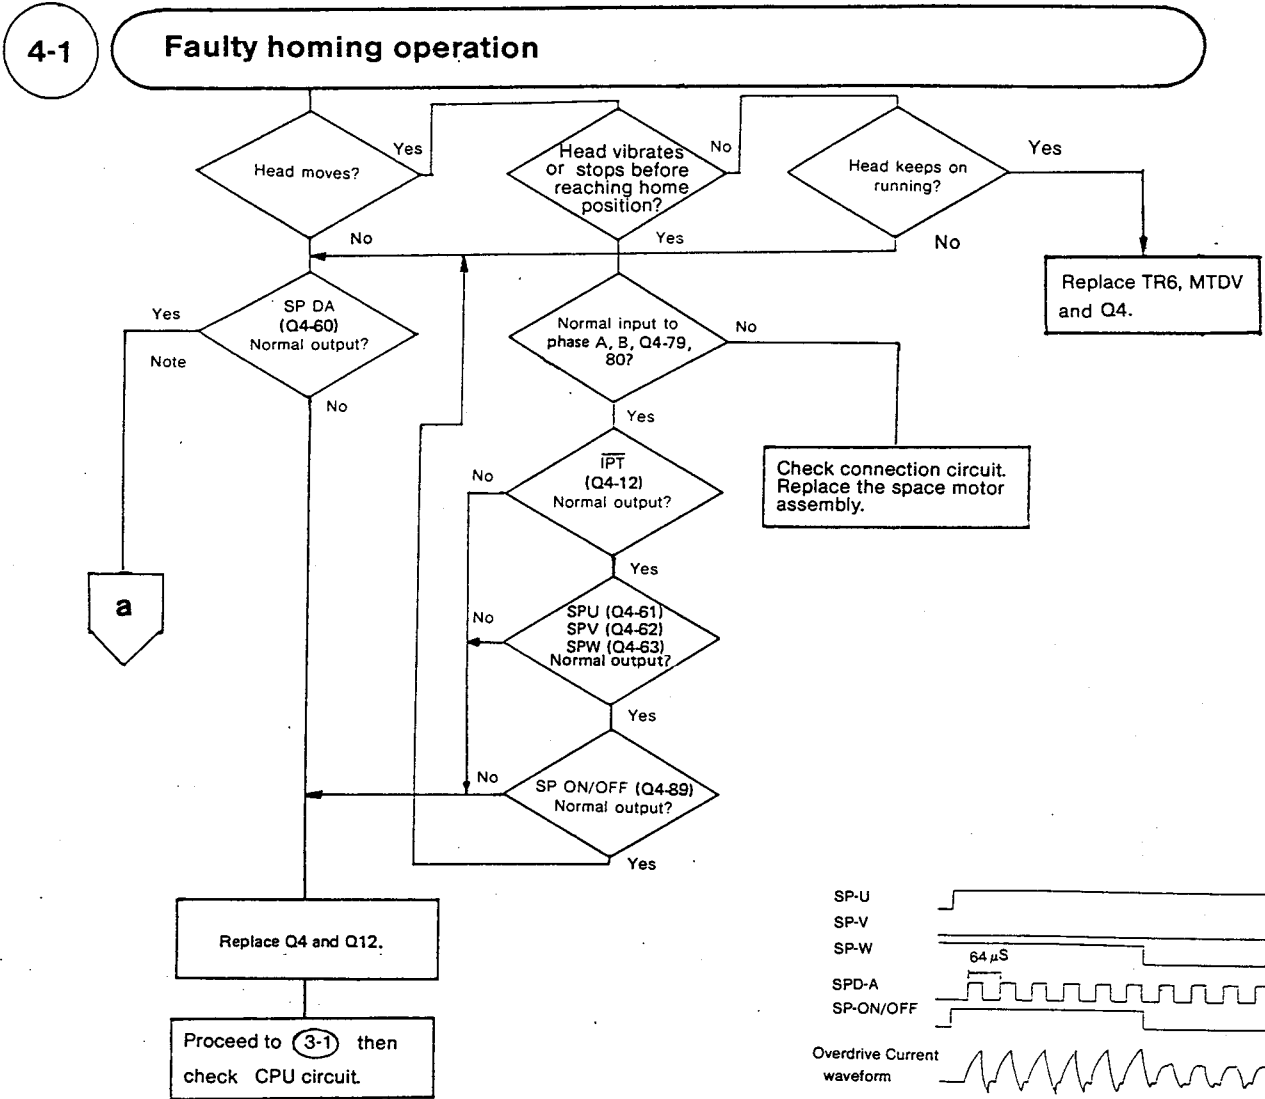 4-1
Faulty homing operation
Head moves?
Yes
No
Head vibrates
or stops before
reaching home
position?
No
Yes
Head keeps on
running?
Yes
No
Replace TR6, MTDV
and Q4.
SP DA
(Q4-60)
Normal output?
Yes
Note
No
a
Normal input to
phase A, B, Q4-79,
80?
No
Yes
Check connection circuit.
Replace the space motor
assembly.
IPT
(Q4-12)
Normal output?
No
Yes
SPU (Q4-61)
SPV (Q4-62)
SPW (Q4-63)
Normal output?
No
Yes
SP ON/OFF (Q4-89)
Normal output?
No
Yes
Replace Q4 and Q12.
Proceed to 3-1 then
check CPU circuit.
SP-U
SP-V
SP-W
64 µS
SPD-A
SP-ON/OFF
Overdrive Current
waveform